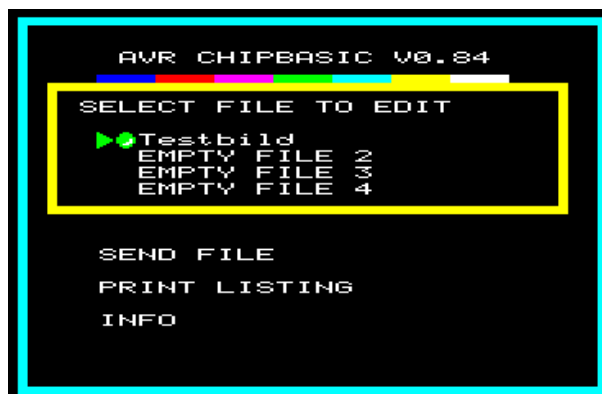 AVR CHIPBASIC V0.84
SELECT FILE TO EDIT
Testbild
EMPTY FILE 2
EMPTY FILE 3
EMPTY FILE 4
SEND FILE
PRINT LISTING
INFO